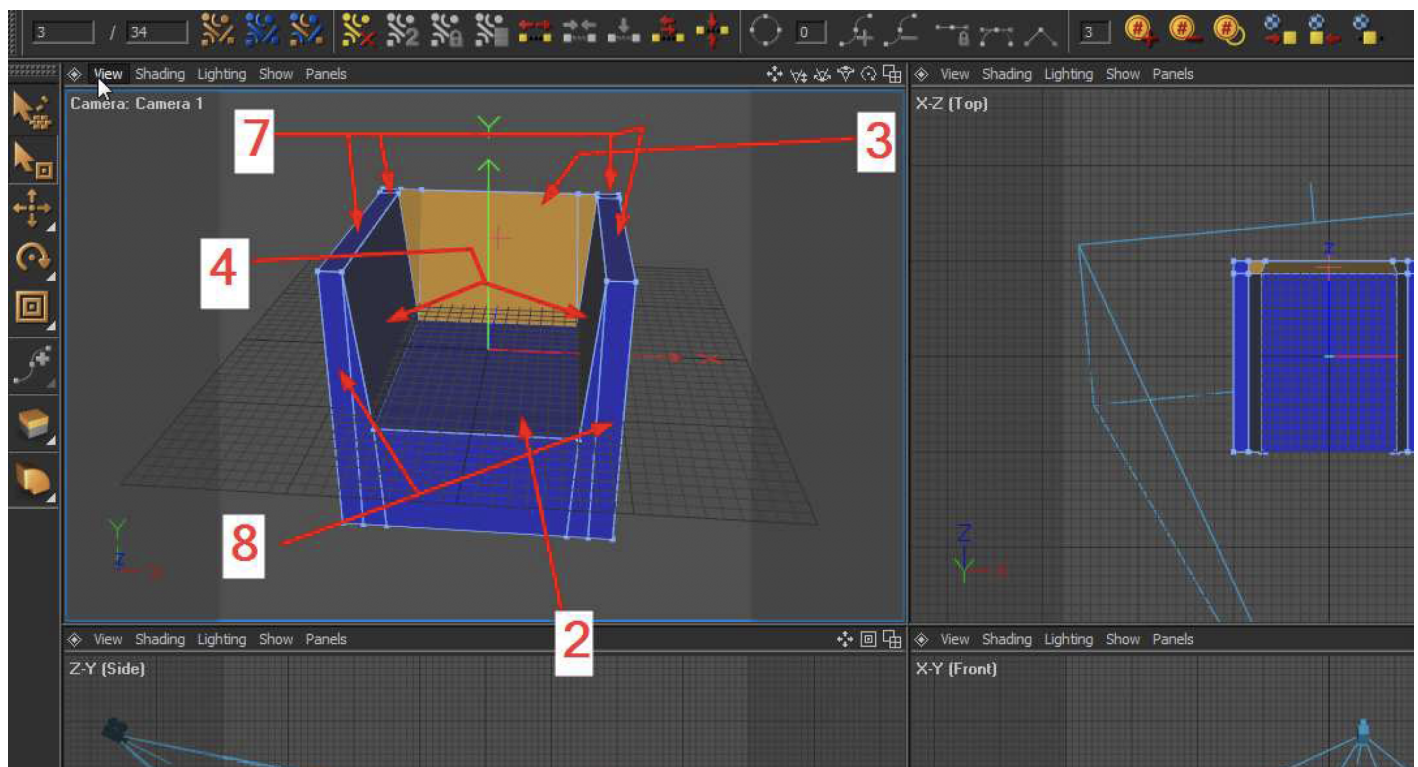 3 / 34
2
0
3
# # #
View Shading Lighting Show Panels
View Shading Lighting Show Panels
Camera: Camera 1
X-Z (Top)
7
3
4
8
2
Y
X
Z
Y
Z
X
Z
Y
X
View Shading Lighting Show Panels
View Shading Lighting Show Panels
Z-Y (Side)
X-Y (Front)